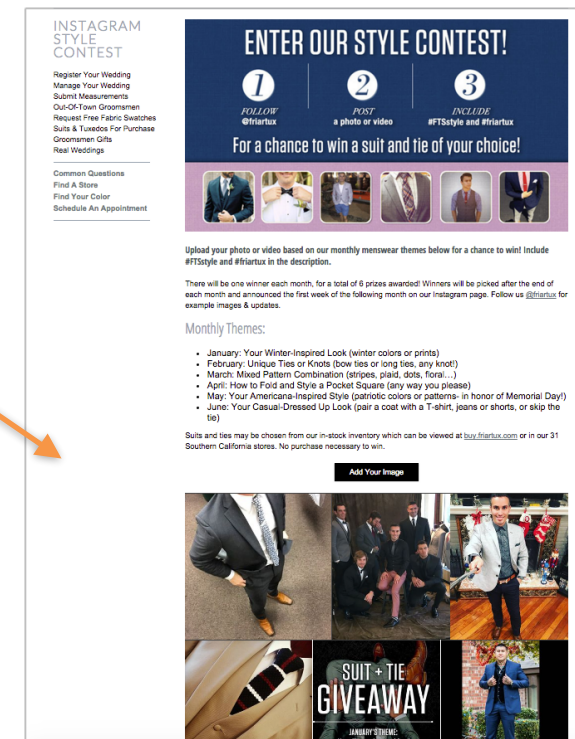 INSTAGRAM
STYLE
CONTEST
Register Your Wedding
Manage Your Wedding
Submit Measurements
Out-Of-Town Groomsmen
Request Free Fabric Swatches
Suits & Tuxedos For Purchase
Groomsmen Gifts
Real Weddings
Common Questions
Find A Store
Find Your Color
Schedule An Appointment
ENTER OUR STYLE CONTEST!
1
2
3
FOLLOW
@friartux
POST
a photo or video
INCLUDE
#FTSstyle and #friartux
For a chance to win a suit and tie of your choice!
Upload your photo or video based on our monthly menswear themes below for a chance to win! Include
#FTSstyle and #friartux in the description.
There will be one winner each month, for a total of 6 prizes awarded! Winners will be picked after the end of
each month and announced the first week of the following month on our Instagram page. Follow us @friartux for
example images & updates.
Monthly Themes:
• January: Your Winter-Inspired Look (winter colors or prints)
• February: Unique Ties or Knots (bow ties or long ties, any knot!)
• March: Mixed Pattern Combination (stripes, plaid, dots, floral...)
• April: How to Fold and Style a Pocket Square (any way you please)
• May: Your Americana-Inspired Style (patriotic colors or patterns- in honor of Memorial Day!)
• June: Your Casual-Dressed Up Look (pair a coat with a T-shirt, jeans or shorts, or skip the
tie)
Suits and ties may be chosen from our in-stock inventory which can be viewed at buy.friartux.com or in our 31
Southern California stores. No purchase necessary to win.
Add Your Image
SUIT + TIE
GIVEAWAY
JANUARY'S THEME: